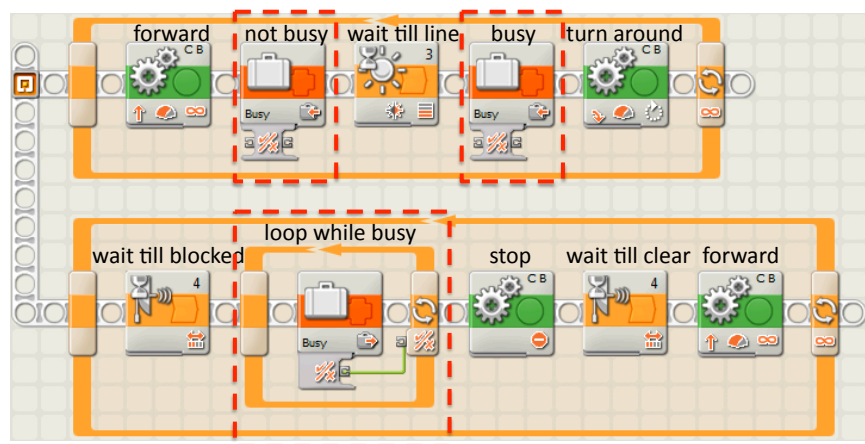 forward not busy wait till line busy turn around
C B 3 C B
Busy Busy
loop while busy
wait till blocked stop wait till clear forward
4 C B 4 C B
Busy